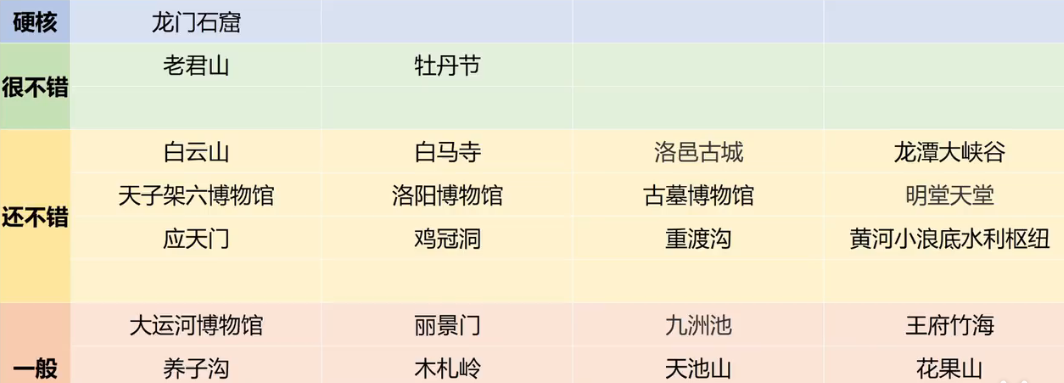 硬核 龙门石窟
很不错 老君山 牡丹节
还不错 白云山 白马寺 洛邑古城 龙潭大峡谷
天子架六博物馆 洛阳博物馆 古墓博物馆 明堂天堂
应天门 鸡冠洞 重渡沟 黄河小浪底水利枢纽
一般 大运河博物馆 丽景门 九洲池 王府竹海
养子沟 木札岭 天池山 花果山